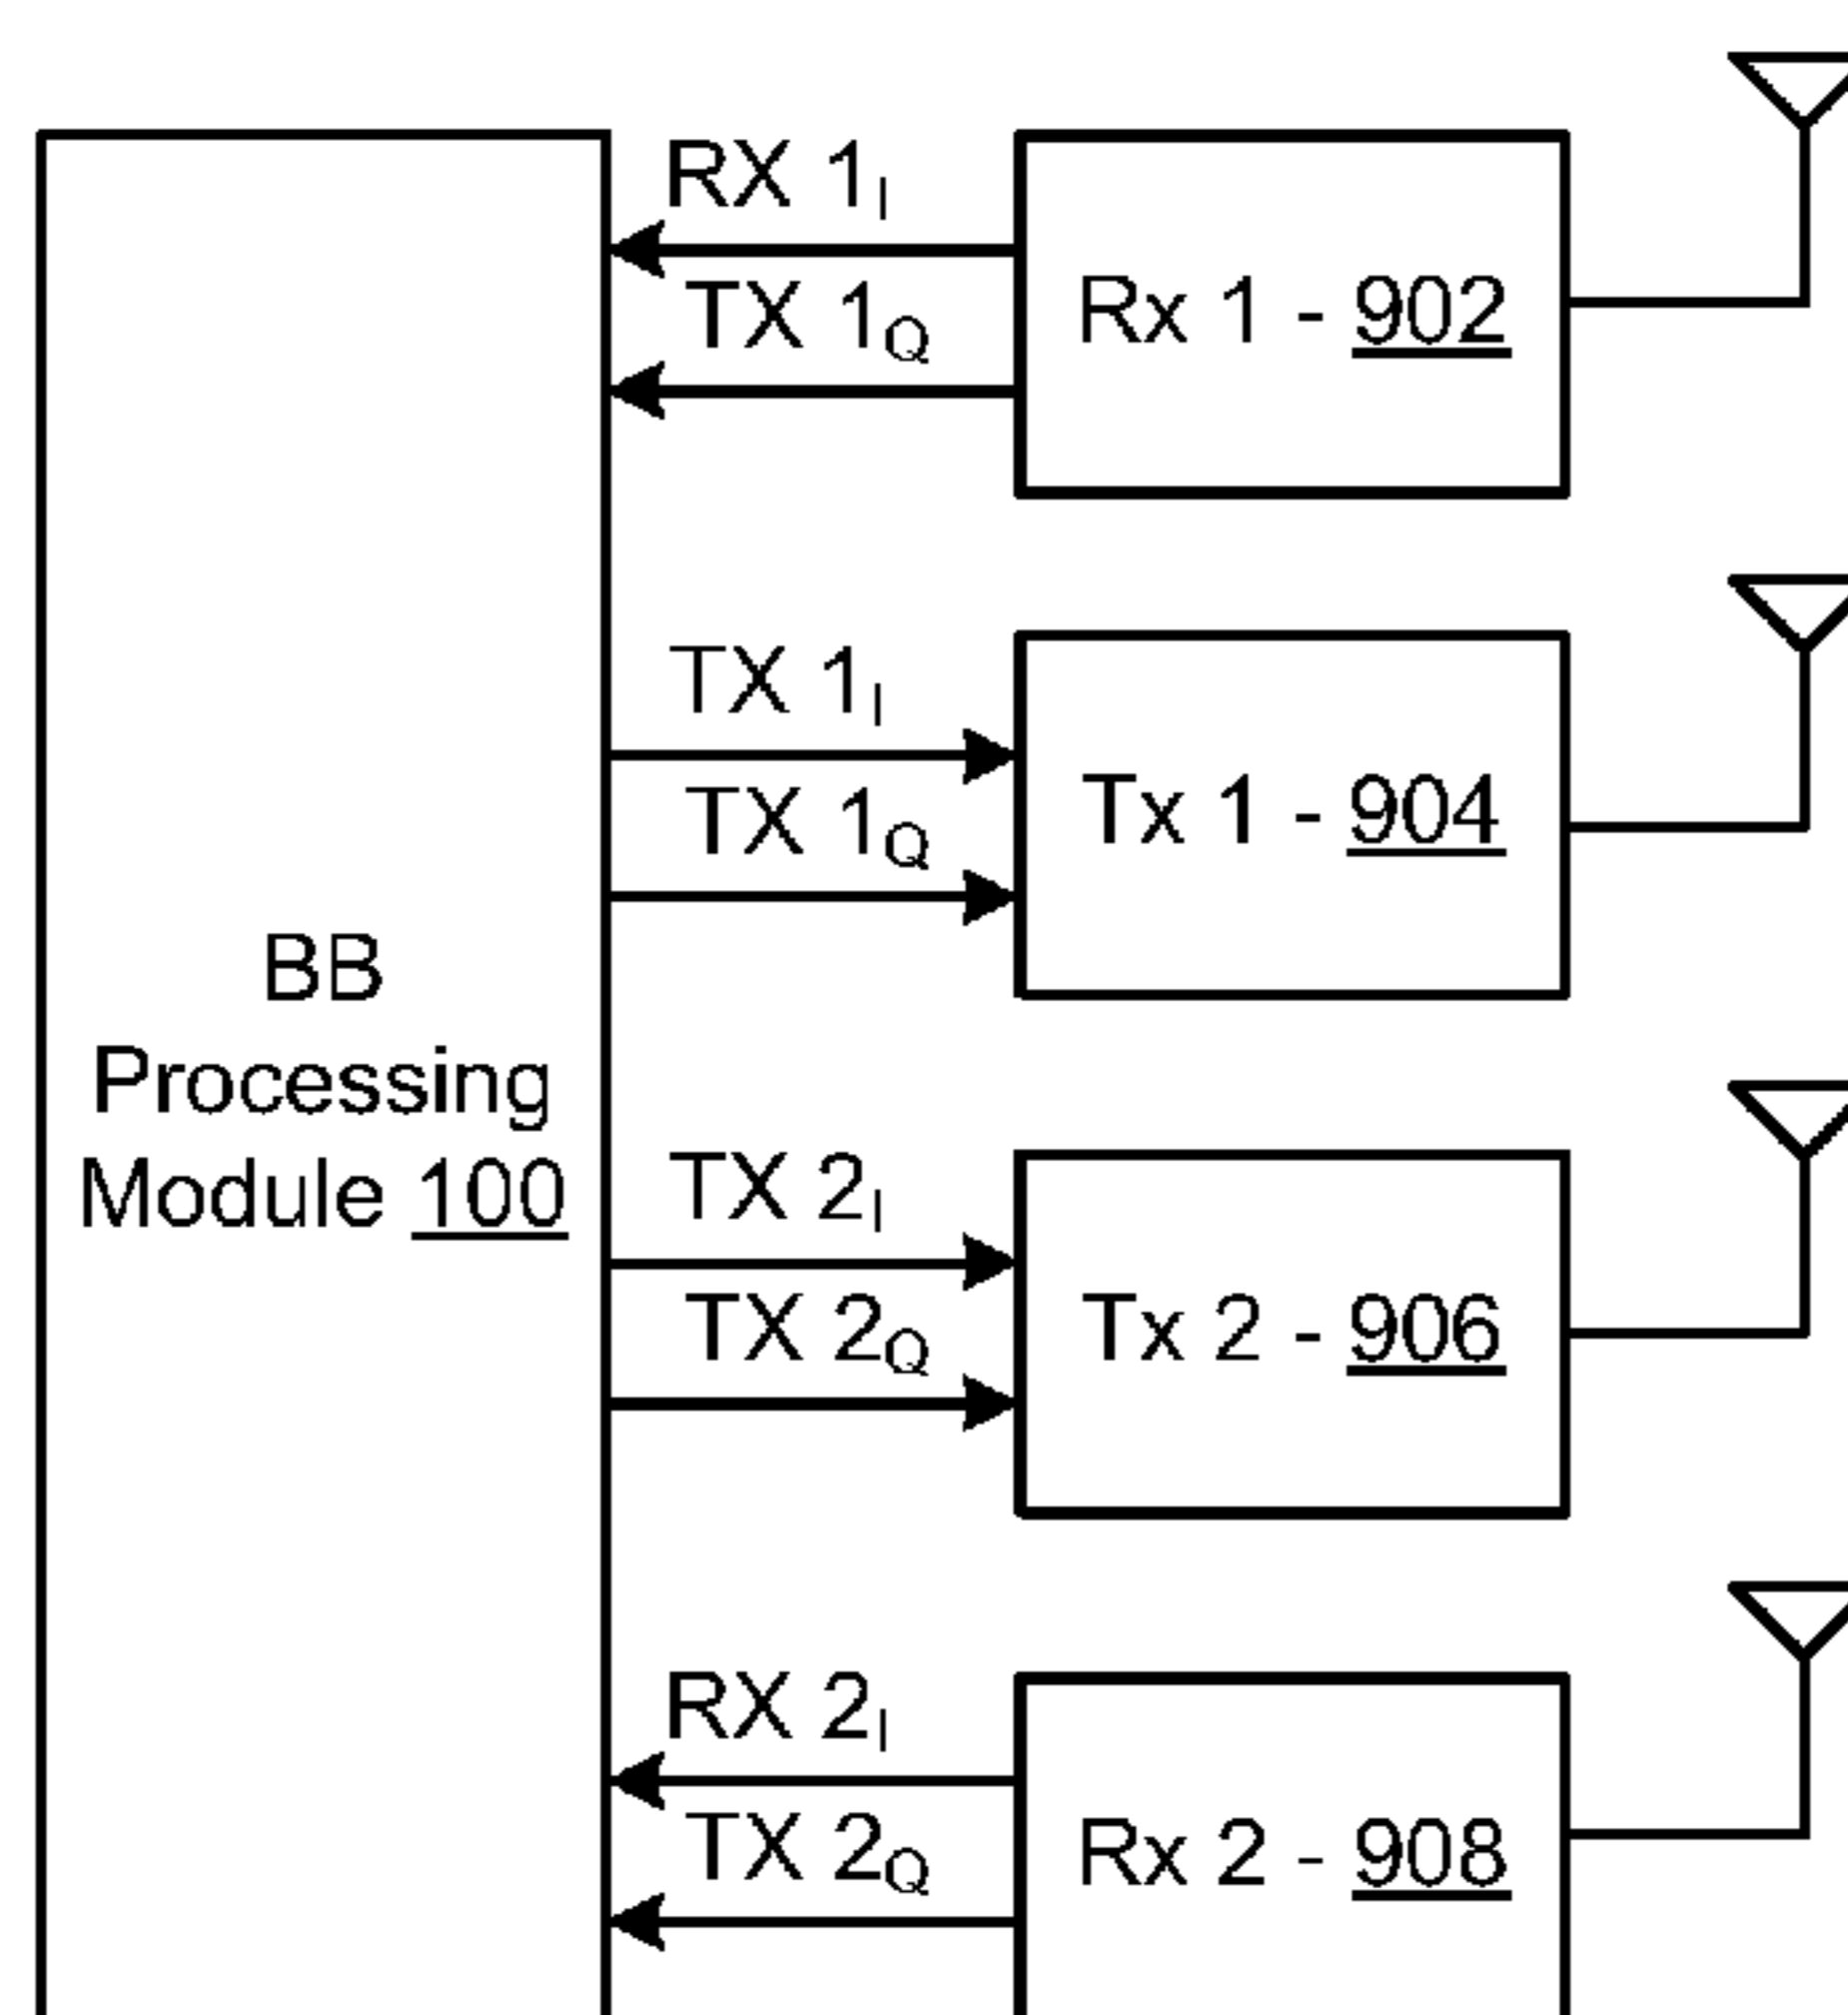 RX 1I
TX 1Q
Rx 1 - 902
TX 1I
TX 1Q
Tx 1 - 904
BB
Processing
Module 100
TX 2I
TX 2Q
Tx 2 - 906
RX 2I
TX 2Q
Rx 2 - 908